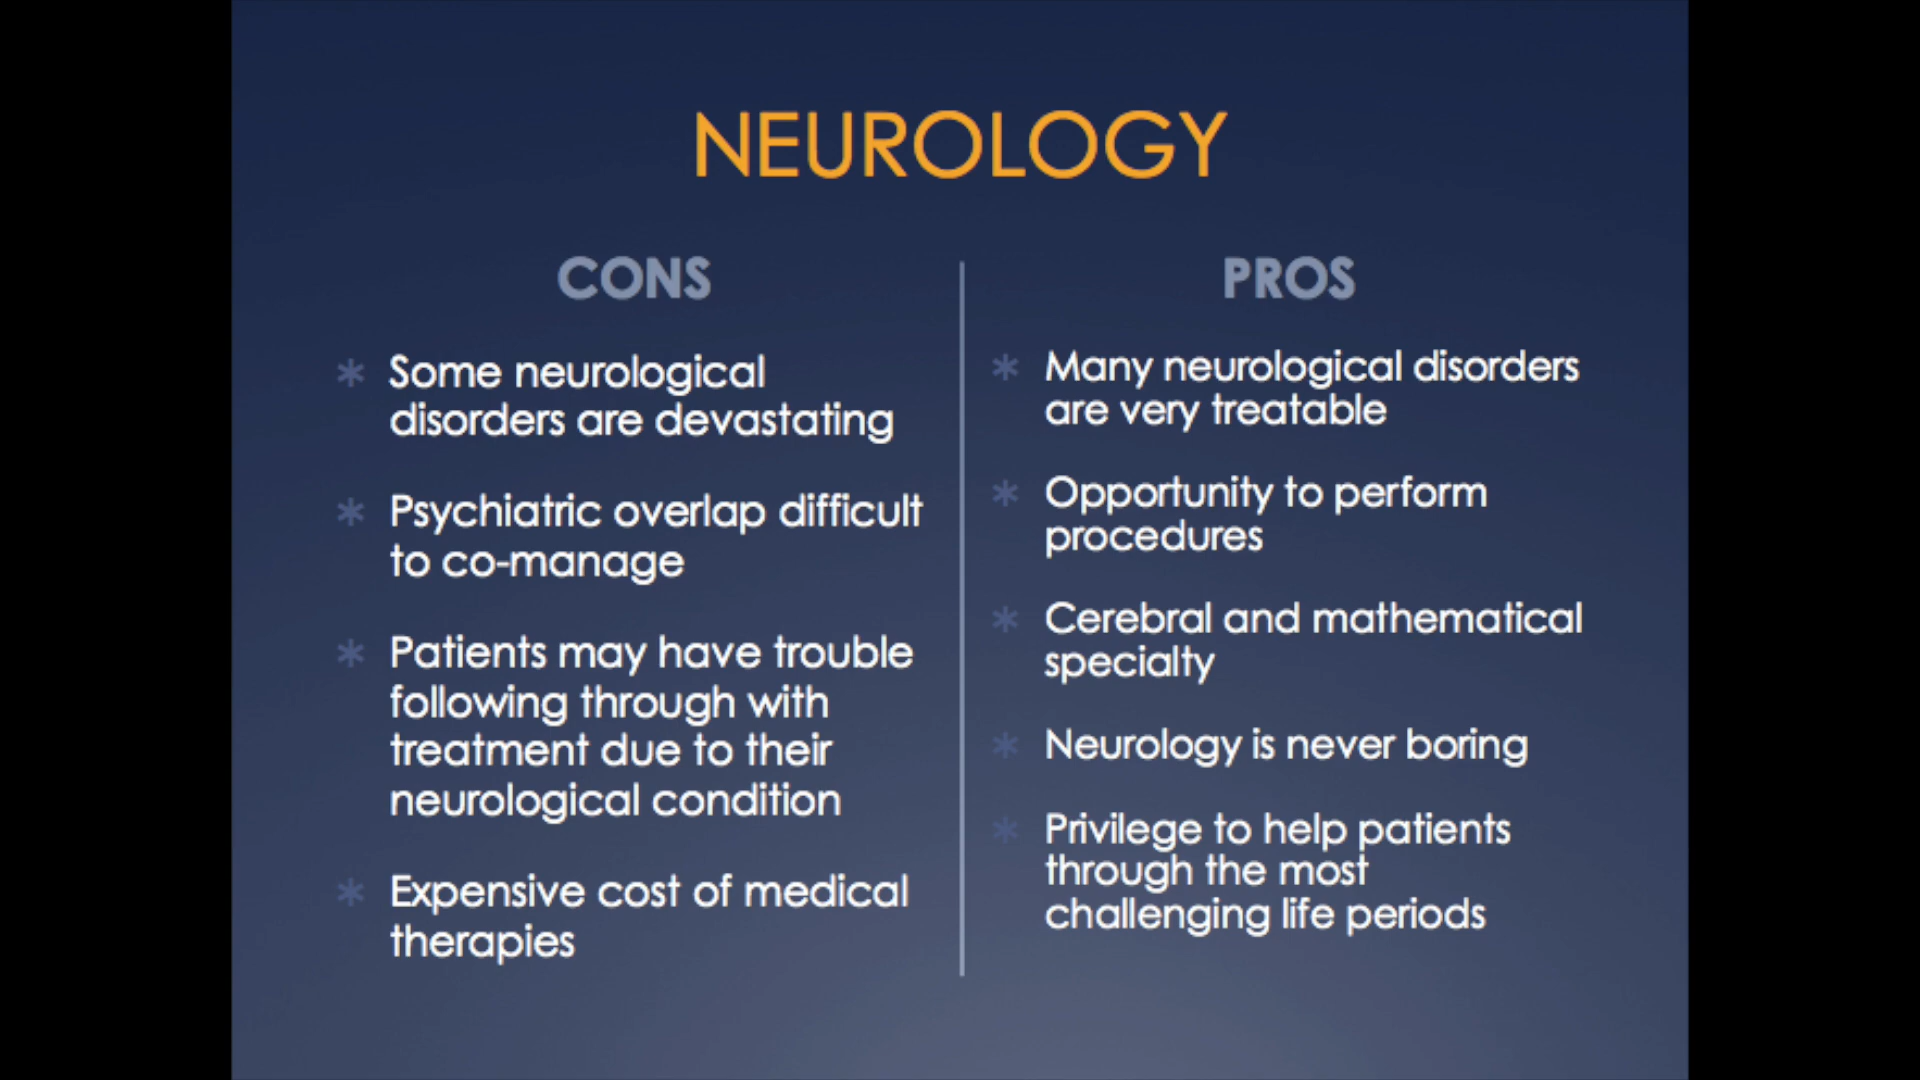 NEUROLOGY
CONS
* Some neurological
disorders are devastating
* Psychiatric overlap difficult
to co-manage
* Patients may have trouble
following through with
treatment due to their
neurological condition
* Expensive cost of medical
therapies
PROS
* Many neurological disorders
are very treatable
* Opportunity to perform
procedures
* Cerebral and mathematical
specialty
* Neurology is never boring
* Privilege to help patients
through the most
challenging life periods